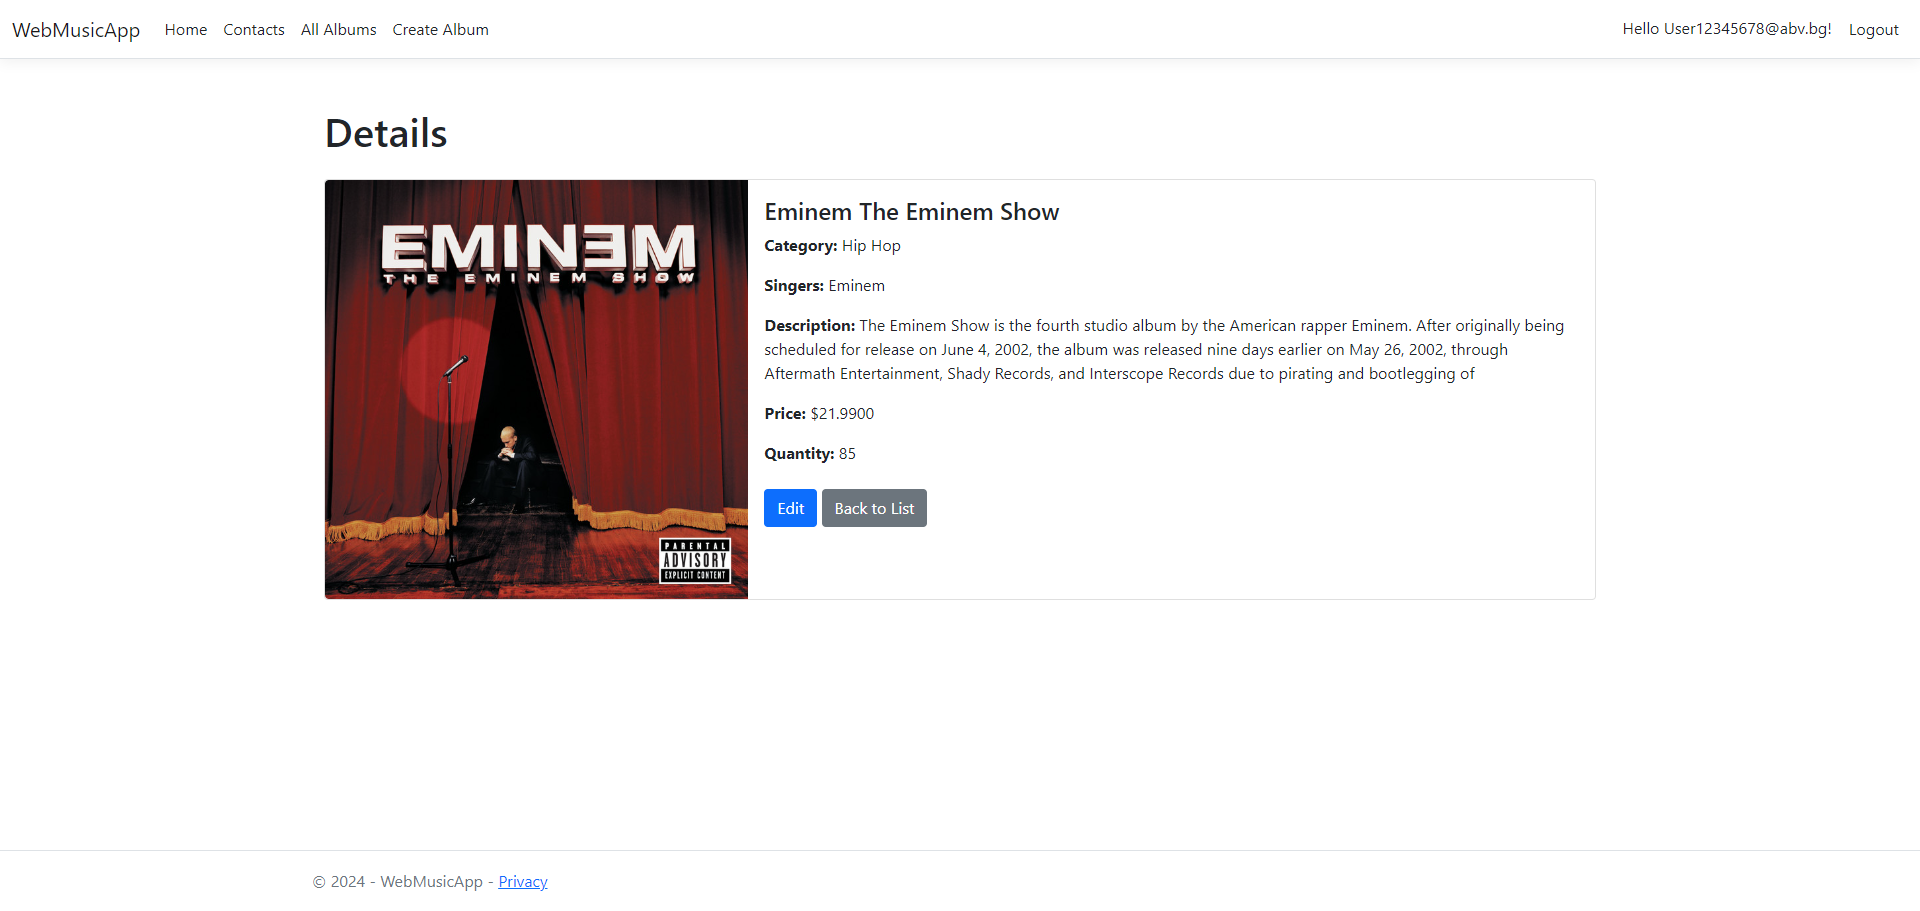 WebMusicApp Home Contacts All Albums Create Album Hello User12345678@abv.bg! Logout
Details
EMINƎM
THE EMINEM SHOW
PARENTAL
ADVISORY
EXPLICIT CONTENT
Eminem The Eminem Show
Category: Hip Hop
Singers: Eminem
Description: The Eminem Show is the fourth studio album by the American rapper Eminem. After originally being
scheduled for release on June 4, 2002, the album was released nine days earlier on May 26, 2002, through
Aftermath Entertainment, Shady Records, and Interscope Records due to pirating and bootlegging of
Price: $21.9900
Quantity: 85
Edit Back to List
© 2024 - WebMusicApp - Privacy